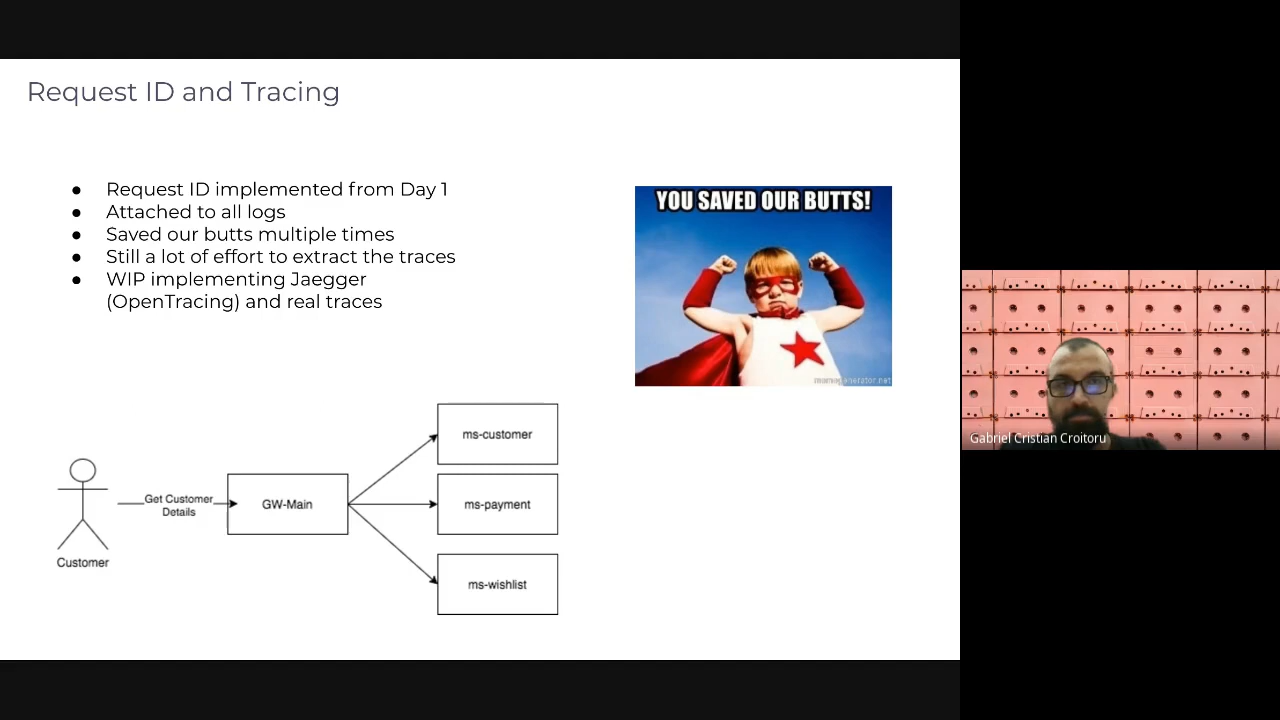 Request ID and Tracing
● Request ID implemented from Day 1
● Attached to all logs
● Saved our butts multiple times
● Still a lot of effort to extract the traces
● WIP implementing Jaegger
(OpenTracing) and real traces
YOU SAVED OUR BUTTS!
memegenerator.net
ms-customer
Get Customer
Details
GW-Main
ms-payment
Customer
ms-wishlist
Gabriel Cristian Croitoru